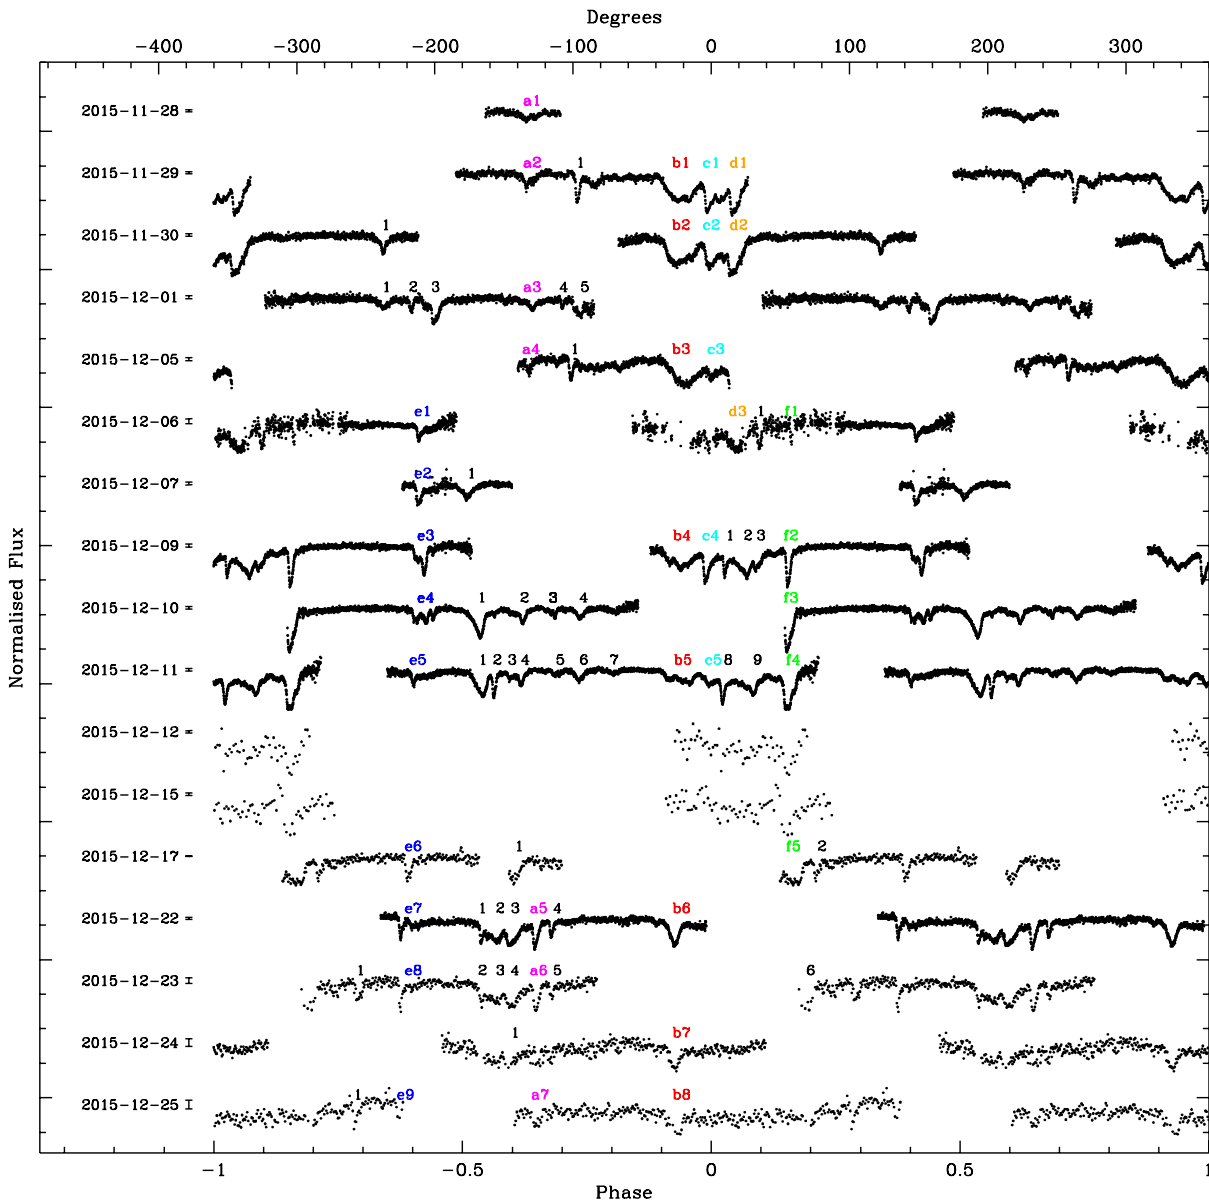 Degrees
-400 -300 -200 -100 0 100 200 300
a1
2015-11-28
a2 1 b1 c1 d1
2015-11-29
1 b2 c2 d2
2015-11-30
1 2 3 a3 4 5
2015-12-01
a4 1 b3 c3
2015-12-05
e1 d3 1 f1
2015-12-06
e2 1
2015-12-07
e3 b4 c4 1 2 3 f2
2015-12-09
e4 1 2 3 4 f3
2015-12-10
e5 1 2 3 4 5 6 7 b5 c5 8 9 f4
2015-12-11
2015-12-12
2015-12-15
e6 1 f5 2
2015-12-17
e7 1 2 3 a5 4 b6
2015-12-22
1 e8 2 3 4 a6 5 6
2015-12-23
1 b7
2015-12-24
1 e9 a7 b8
2015-12-25
Normalised Flux
-1 -0.5 0 0.5 1
Phase